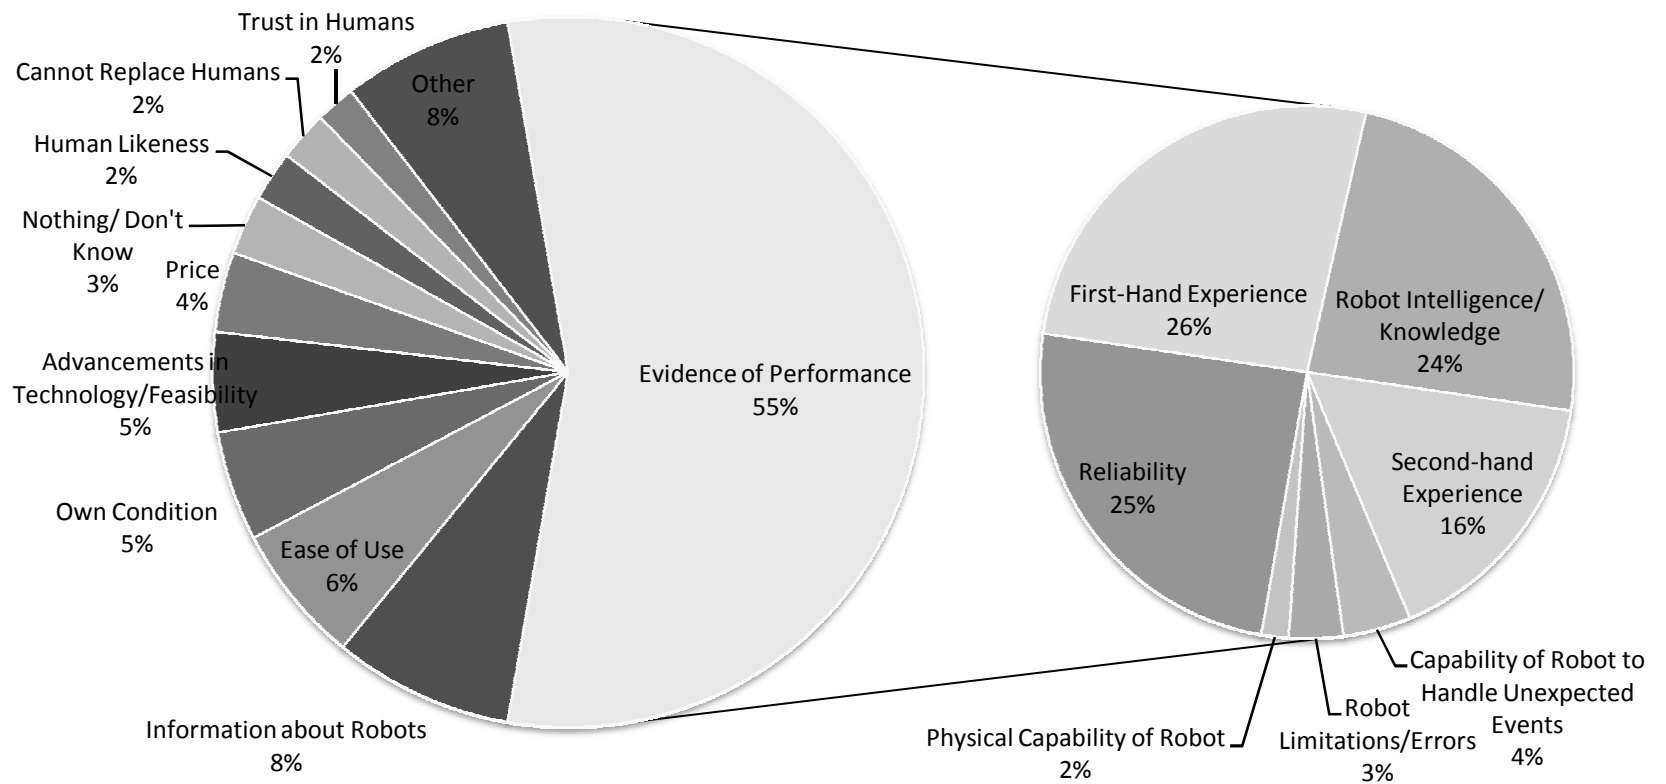 Trust in Humans
2%
Cannot Replace Humans
2%
Human Likeness
2%
Nothing/ Don't
Know
3%
Price
4%
Advancements in
Technology/Feasibility
5%
Own Condition
5%
Ease of Use
6%
Information about Robots
8%
Other
8%
Evidence of Performance
55%
First-Hand Experience
26%
Robot Intelligence/
Knowledge
24%
Second-hand
Experience
16%
Reliability
25%
Capability of Robot to
Handle Unexpected
Events
4%
Robot
Limitations/Errors
3%
Physical Capability of Robot
2%